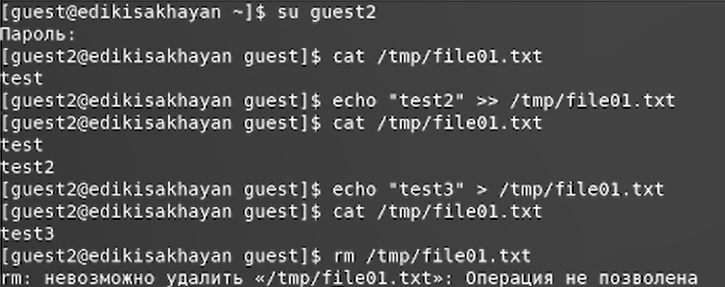 [guest@edikisakhayan ~]$ su guest2
Пароль:
[guest2@edikisakhayan guest]$ cat /tmp/file01.txt
test
[guest2@edikisakhayan guest]$ echo "test2" >> /tmp/file01.txt
[guest2@edikisakhayan guest]$ cat /tmp/file01.txt
test
test2
[guest2@edikisakhayan guest]$ echo "test3" > /tmp/file01.txt
[guest2@edikisakhayan guest]$ cat /tmp/file01.txt
test3
[guest2@edikisakhayan guest]$ rm /tmp/file01.txt
rm: невозможно удалить «/tmp/file01.txt»: Операция не позволена